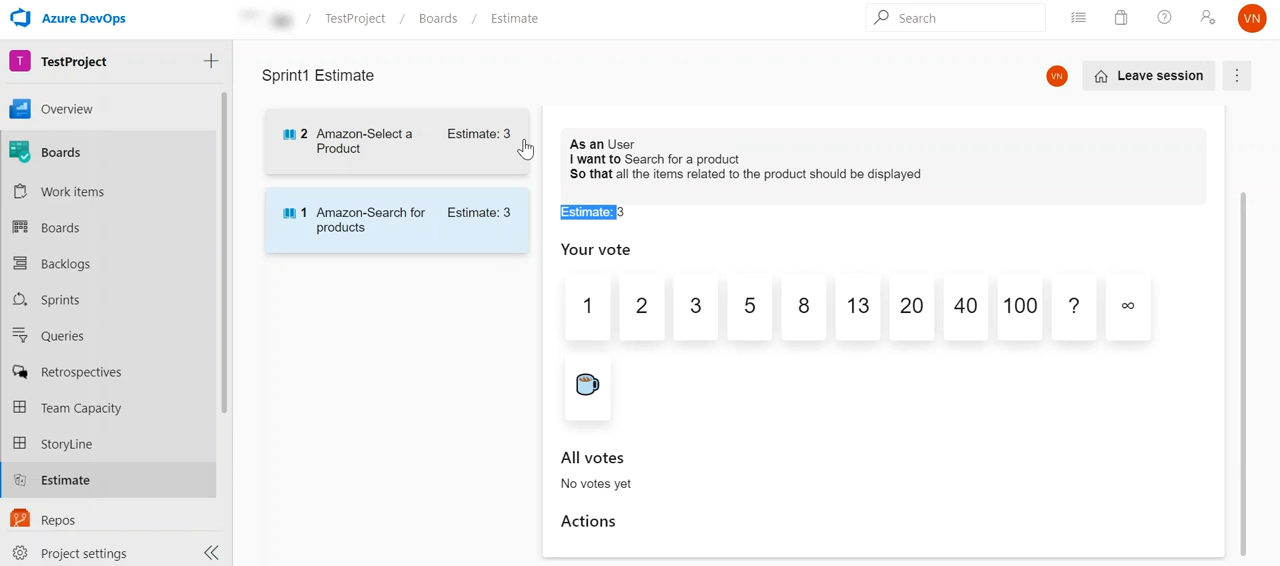 Azure DevOps
/ TestProject / Boards / Estimate
Search
VN
T TestProject
Overview
Boards
Work items
Boards
Backlogs
Sprints
Queries
Retrospectives
Team Capacity
StoryLine
Estimate
Repos
Project settings
Sprint1 Estimate
VN
Leave session
2 Amazon-Select a Estimate: 3
Product
1 Amazon-Search for Estimate: 3
products
As an User
I want to Search for a product
So that all the items related to the product should be displayed
Estimate: 3
Your vote
1 2 3 5 8 13 20 40 100 ? ∞
All votes
No votes yet
Actions